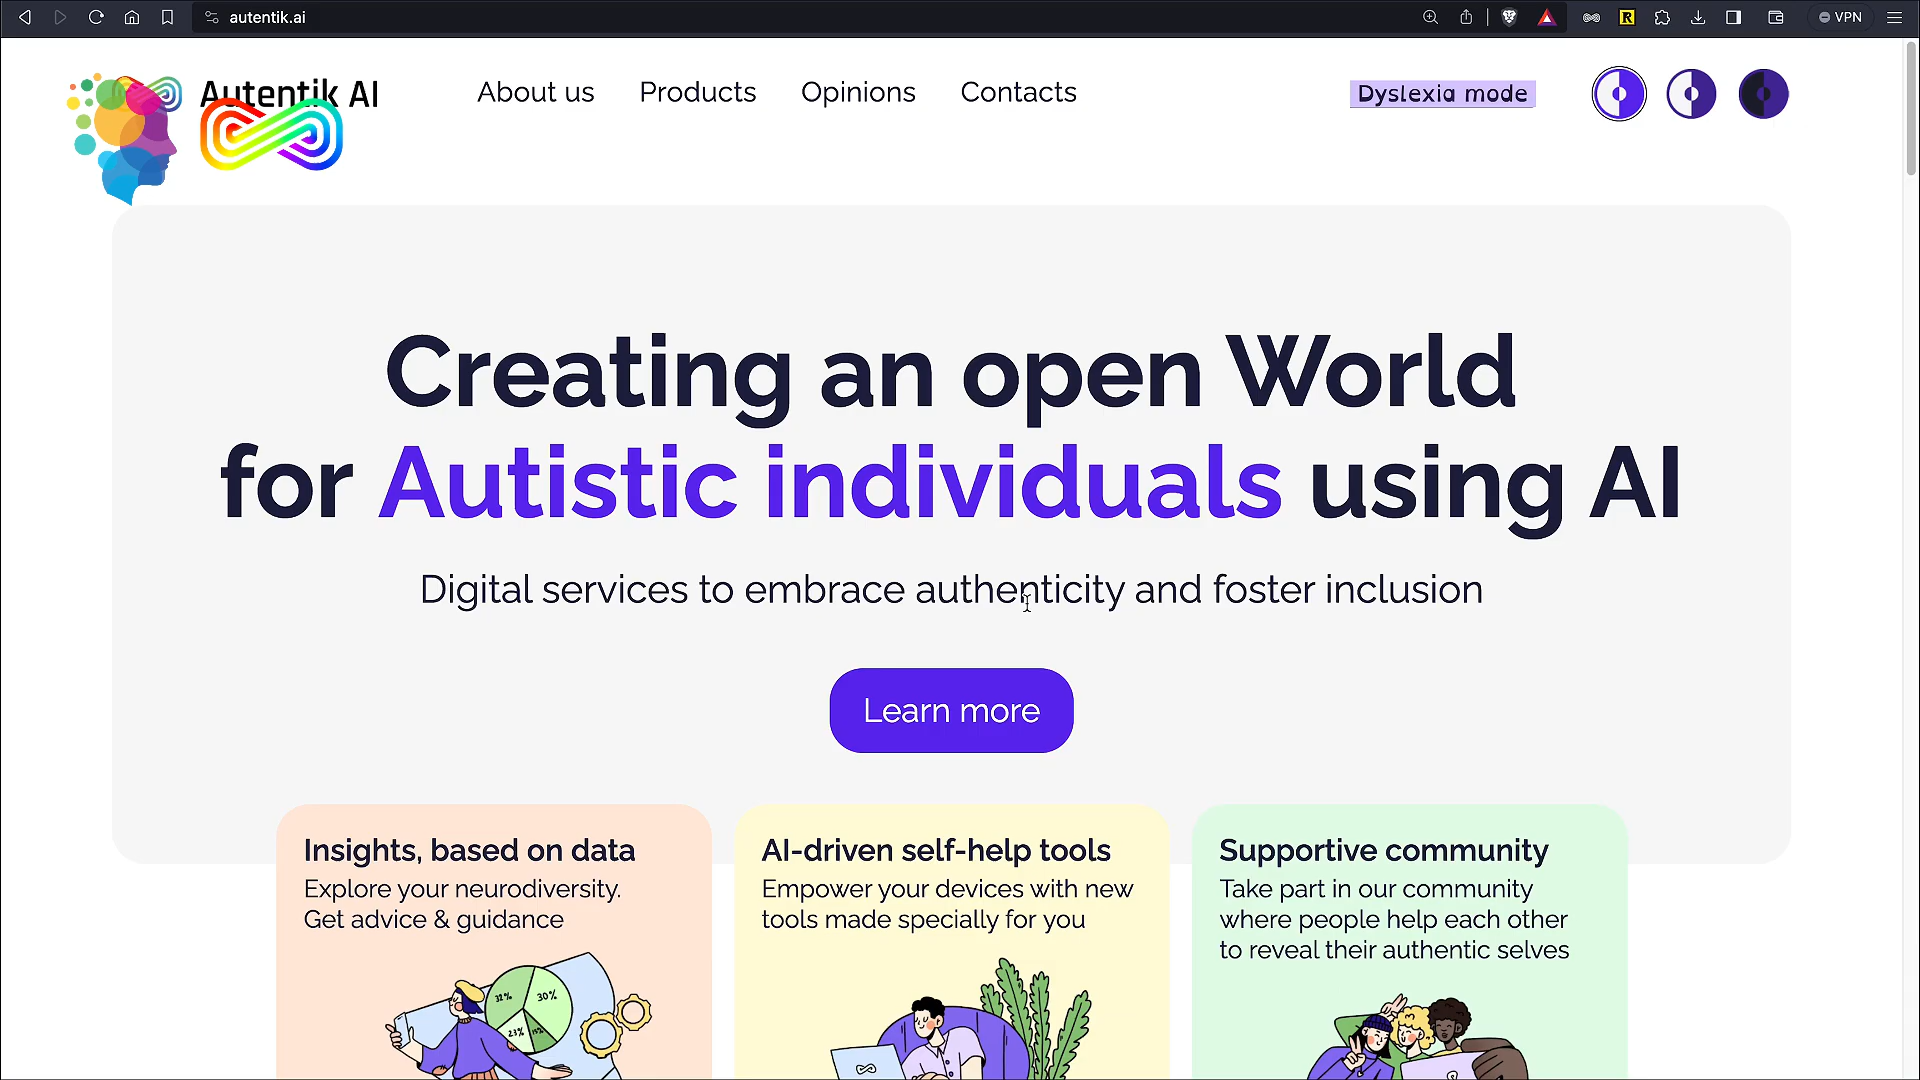 autentik.ai
VPN
Autentik AI
About us
Products
Opinions
Contacts
Dyslexia mode
Creating an open World
for Autistic individuals using AI
Digital services to embrace authenticity and foster inclusion
Learn more
Insights, based on data
Explore your neurodiversity.
Get advice & guidance
32%
30%
23%
15%
AI-driven self-help tools
Empower your devices with new
tools made specially for you
Supportive community
Take part in our community
where people help each other
to reveal their authentic selves